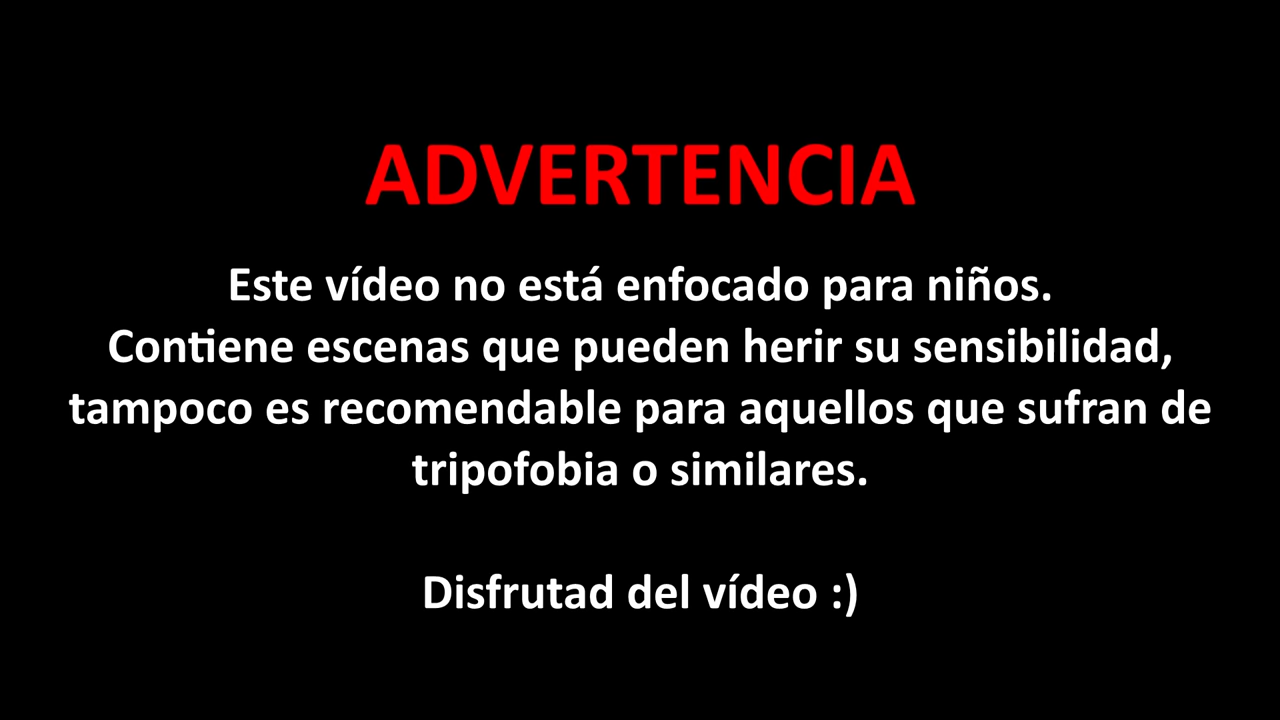 ADVERTENCIA
Este vídeo no está enfocado para niños.
Contiene escenas que pueden herir su sensibilidad,
tampoco es recomendable para aquellos que sufran de
tripofobia o similares.
Disfrutad del vídeo :)